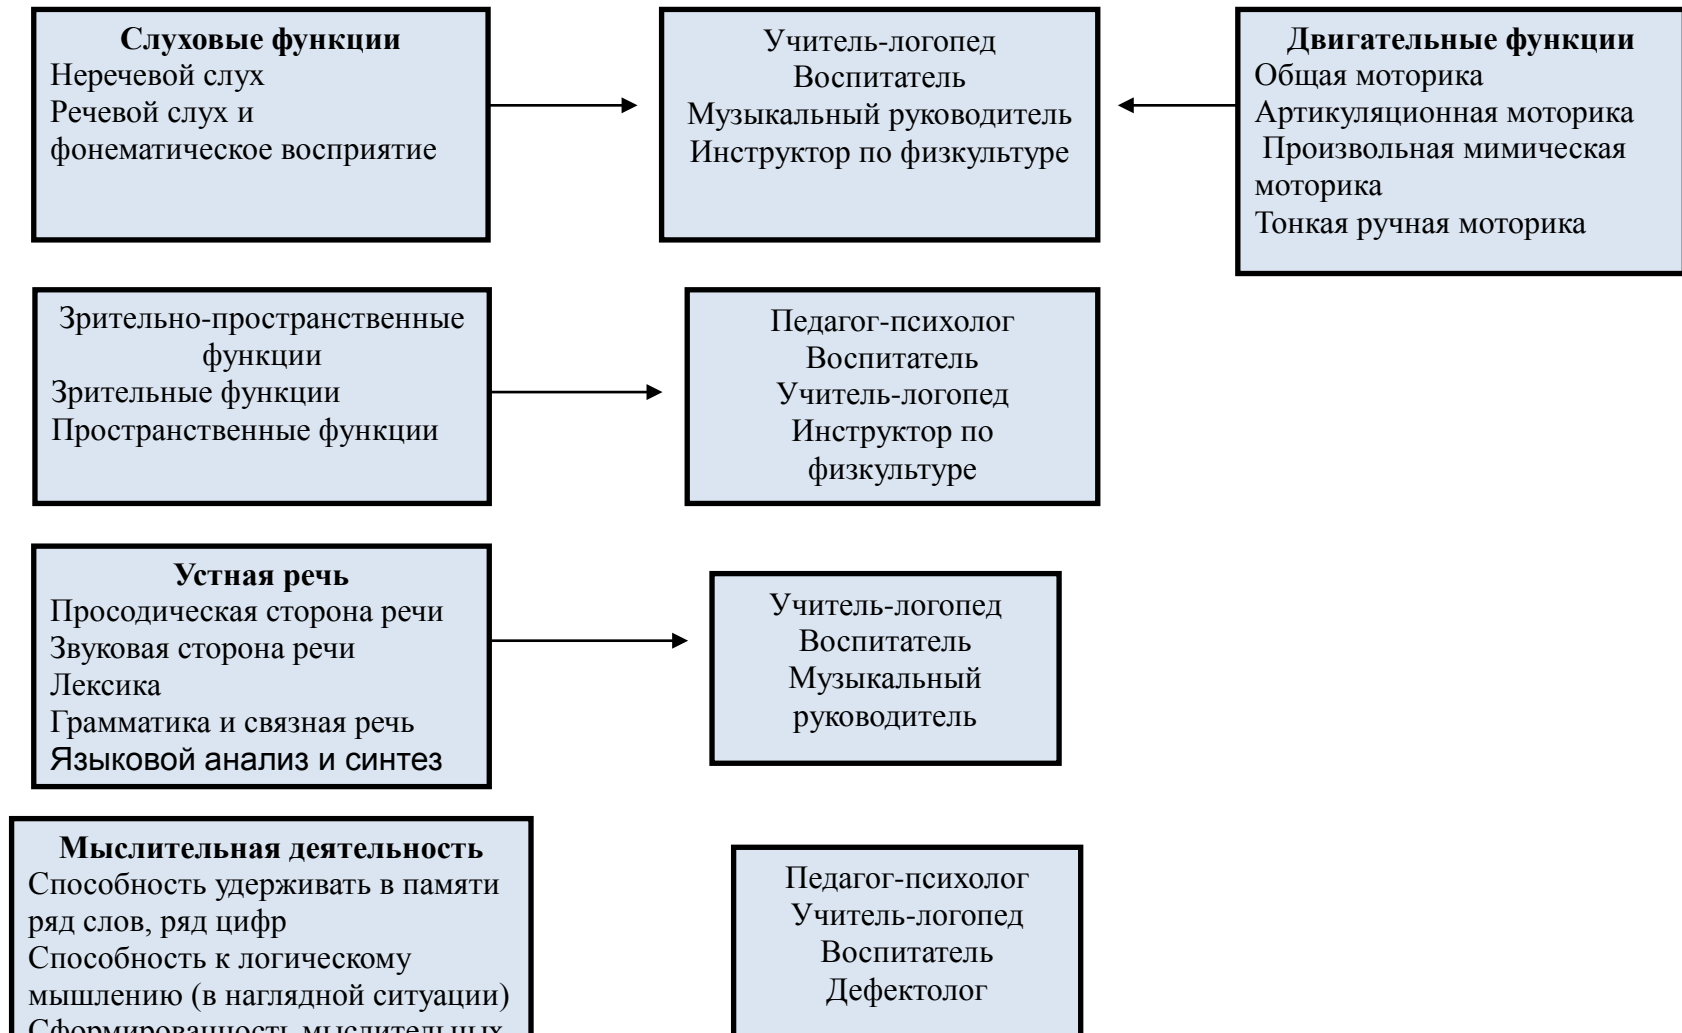 Слуховые функции
Неречевой слух
Речевой слух и
фонематическое восприятие
Учитель-логопед
Воспитатель
Музыкальный руководитель
Инструктор по физкультуре
Двигательные функции
Общая моторика
Артикуляционная моторика
Произвольная мимическая
моторика
Тонкая ручная моторика
Зрительно-пространственные
функции
Зрительные функции
Пространственные функции
Педагог-психолог
Воспитатель
Учитель-логопед
Инструктор по
физкультуре
Устная речь
Просодическая сторона речи
Звуковая сторона речи
Лексика
Грамматика и связная речь
Языковой анализ и синтез
Учитель-логопед
Воспитатель
Музыкальный
руководитель
Мыслительная деятельность
Способность удерживать в памяти
ряд слов, ряд цифр
Способность к логическому
мышлению (в наглядной ситуации)
Сформированность мыслительных
Педагог-психолог
Учитель-логопед
Воспитатель
Дефектолог